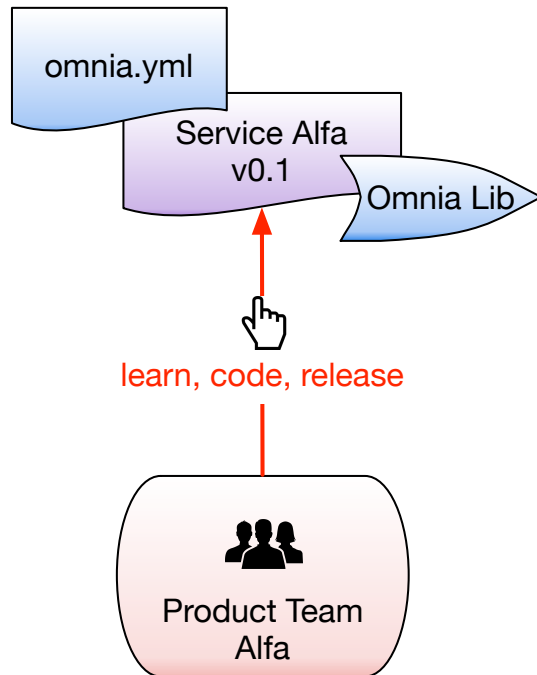 omnia.yml
Service Alfa
v0.1
Omnia Lib
learn, code, release
Product Team
Alfa